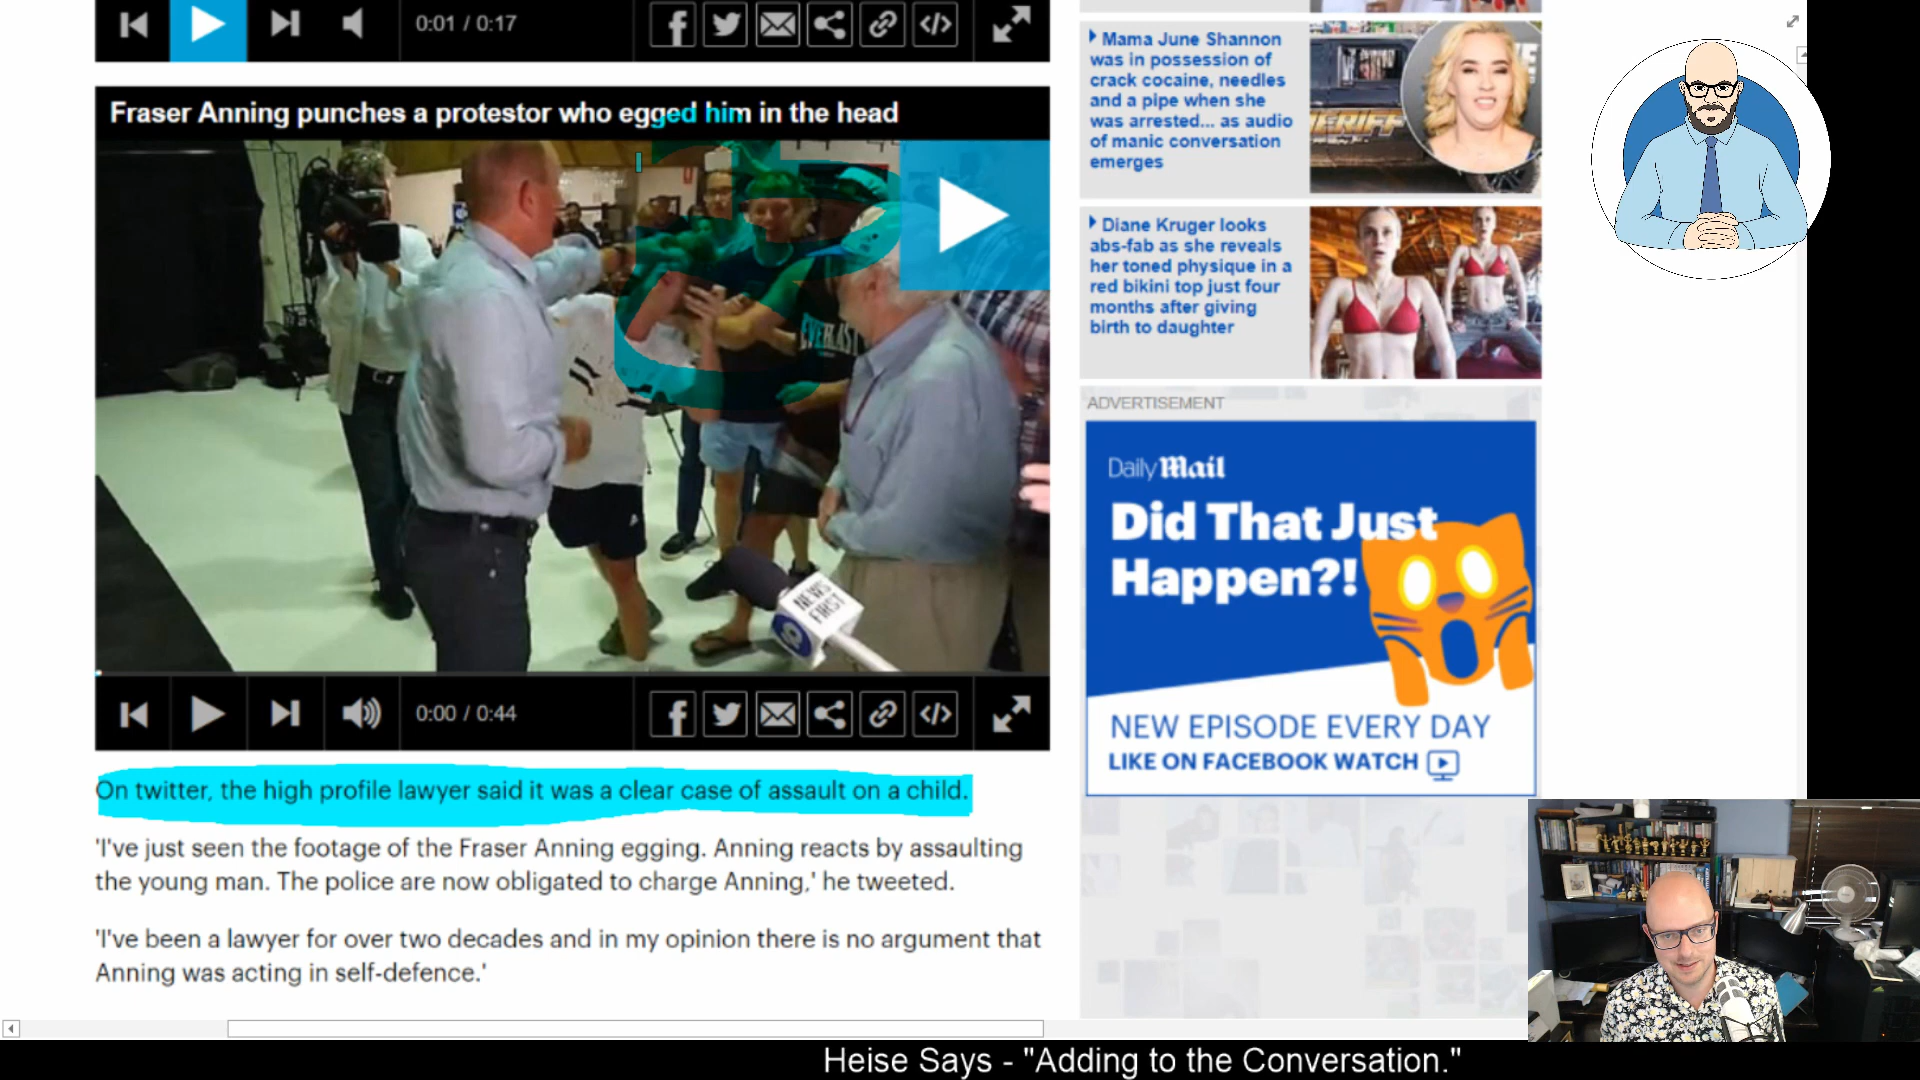 0:01 / 0:17
Fraser Anning punches a protestor who egged him in the head
EVERLAST
NEWS
FIRST
10
0:00 / 0:44
On twitter, the high profile lawyer said it was a clear case of assault on a child.
'I've just seen the footage of the Fraser Anning egging. Anning reacts by assaulting
the young man. The police are now obligated to charge Anning,' he tweeted.
'I've been a lawyer for over two decades and in my opinion there is no argument that
Anning was acting in self-defence.'
Mama June Shannon
was in possession of
crack cocaine, needles
and a pipe when she
was arrested... as audio
of manic conversation
emerges
Diane Kruger looks
abs-fab as she reveals
her toned physique in a
red bikini top just four
months after giving
birth to daughter
ADVERTISEMENT
Daily Mail
Did That Just
Happen?!
NEW EPISODE EVERY DAY
LIKE ON FACEBOOK WATCH
Heise Says - "Adding to the Conversation."